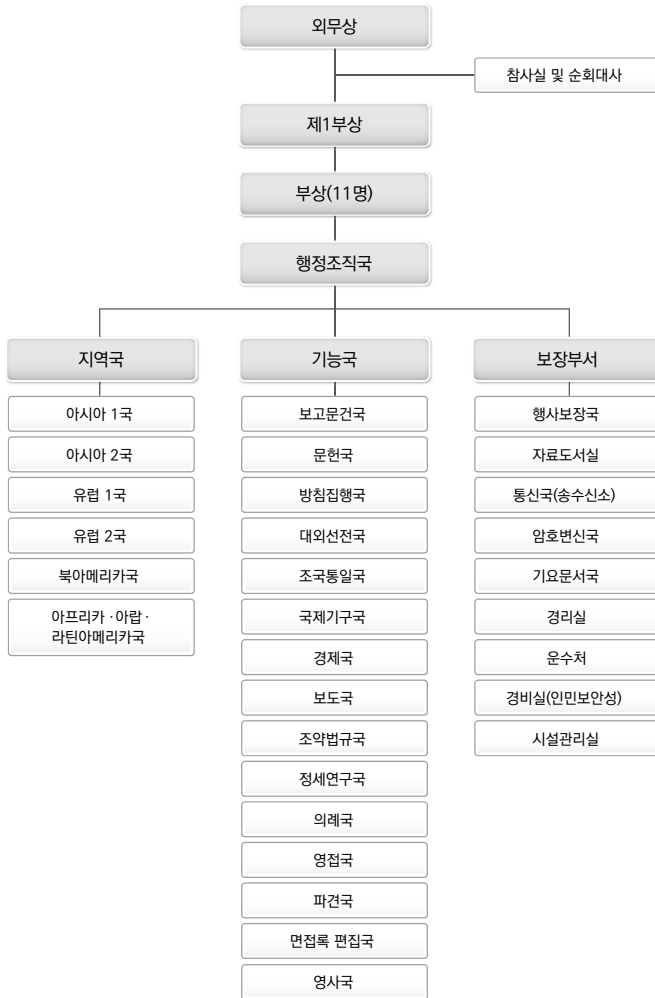 외무상
참사실 및 순회대사
제1부상
부상(11명)
행정조직국
지역국
아시아 1국
아시아 2국
유럽 1국
유럽 2국
북아메리카국
아프리카 · 아랍 ·
라틴아메리카국
기능국
보고문건국
문헌국
방침집행국
대외선전국
조국통일국
국제기구국
경제국
보도국
조약법규국
정세연구국
의례국
영접국
파견국
면접록 편집국
영사국
보장부서
행사보장국
자료도서실
통신국(송수신소)
암호변신국
기요문서국
경리실
운수처
경비실(인민보안성)
시설관리실